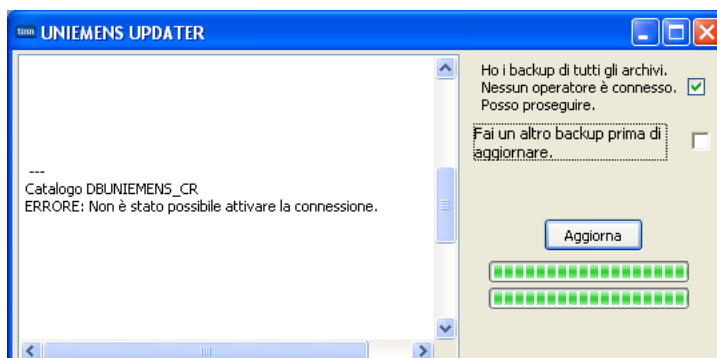 tinn UNIEMENS UPDATER
Ho i backup di tutti gli archivi.
Nessun operatore è connesso.
Posso proseguire.
Fai un altro backup prima di
aggiornare.
---
Catalogo DBUNIEMENS_CR
ERRORE: Non è stato possibile attivare la connessione.
Aggiorna